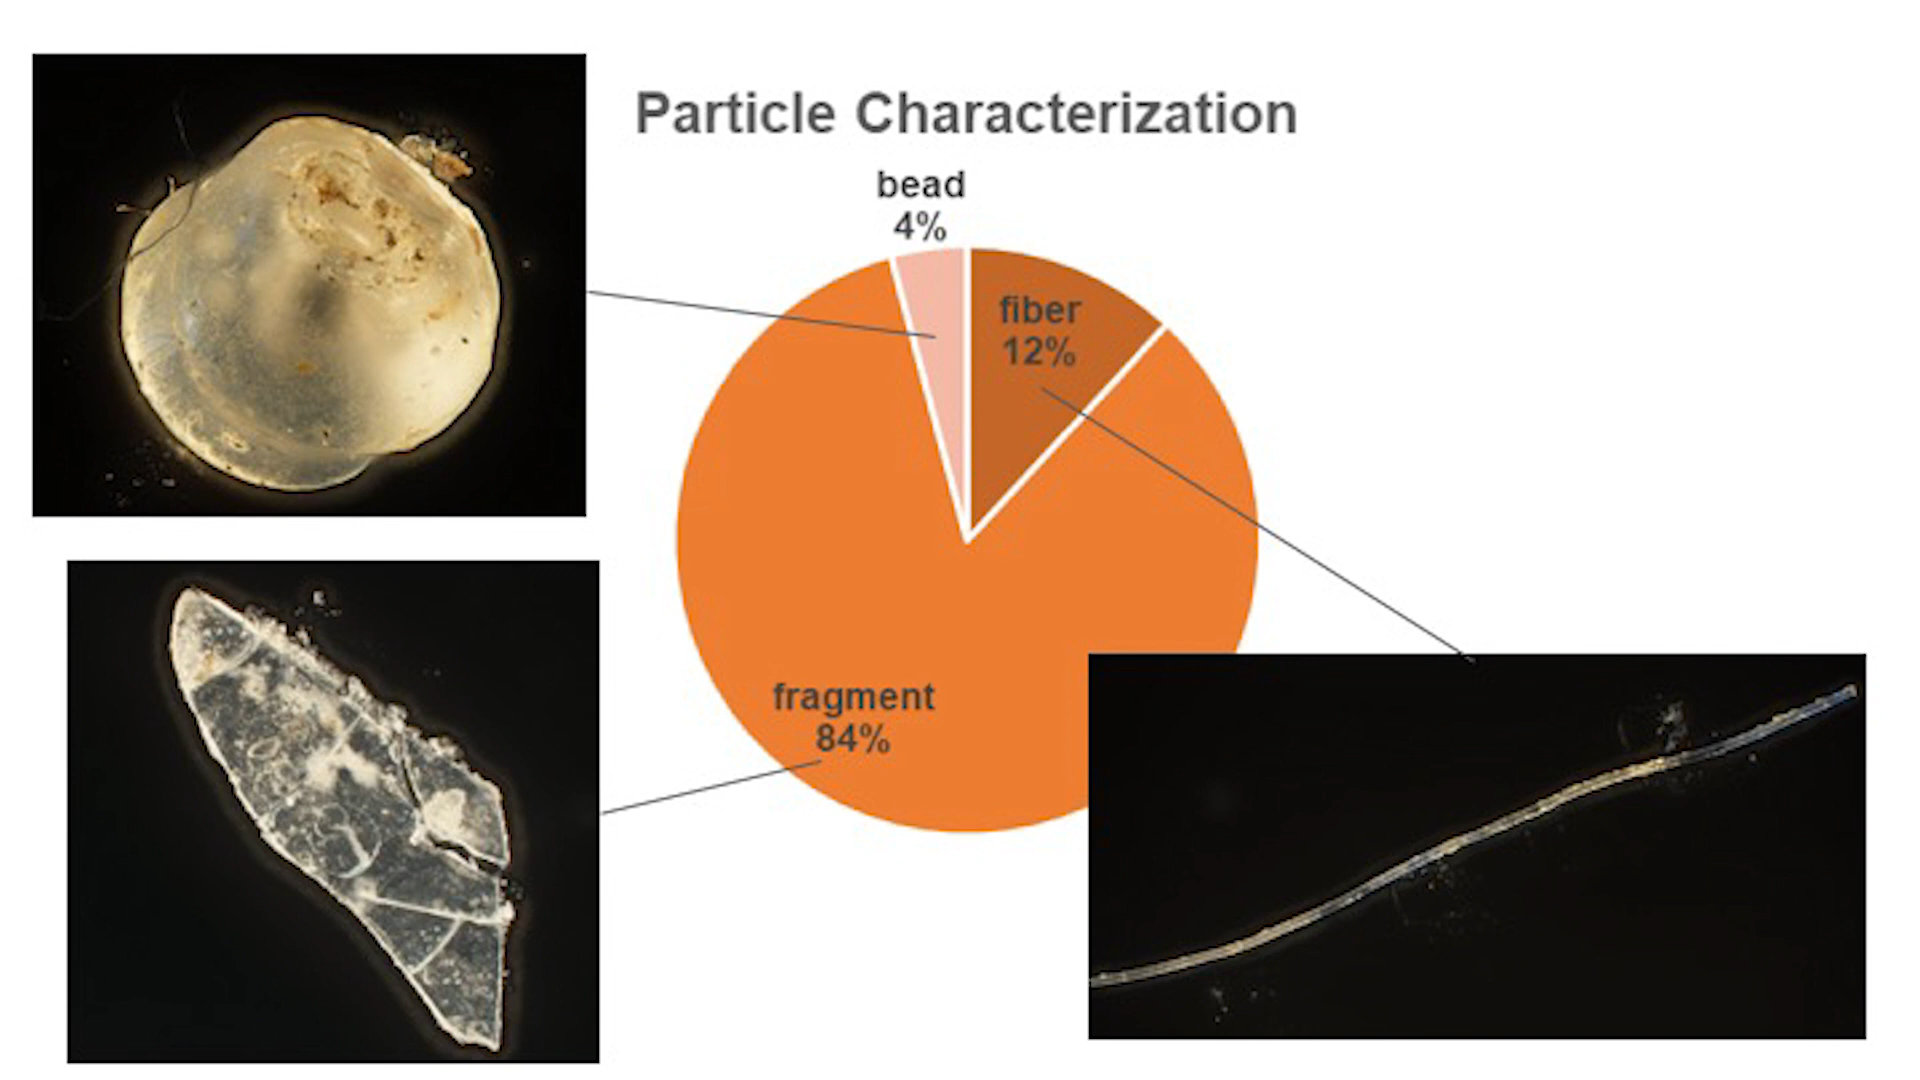 Particle Characterization
bead
4%
fiber
12%
fragment
84%